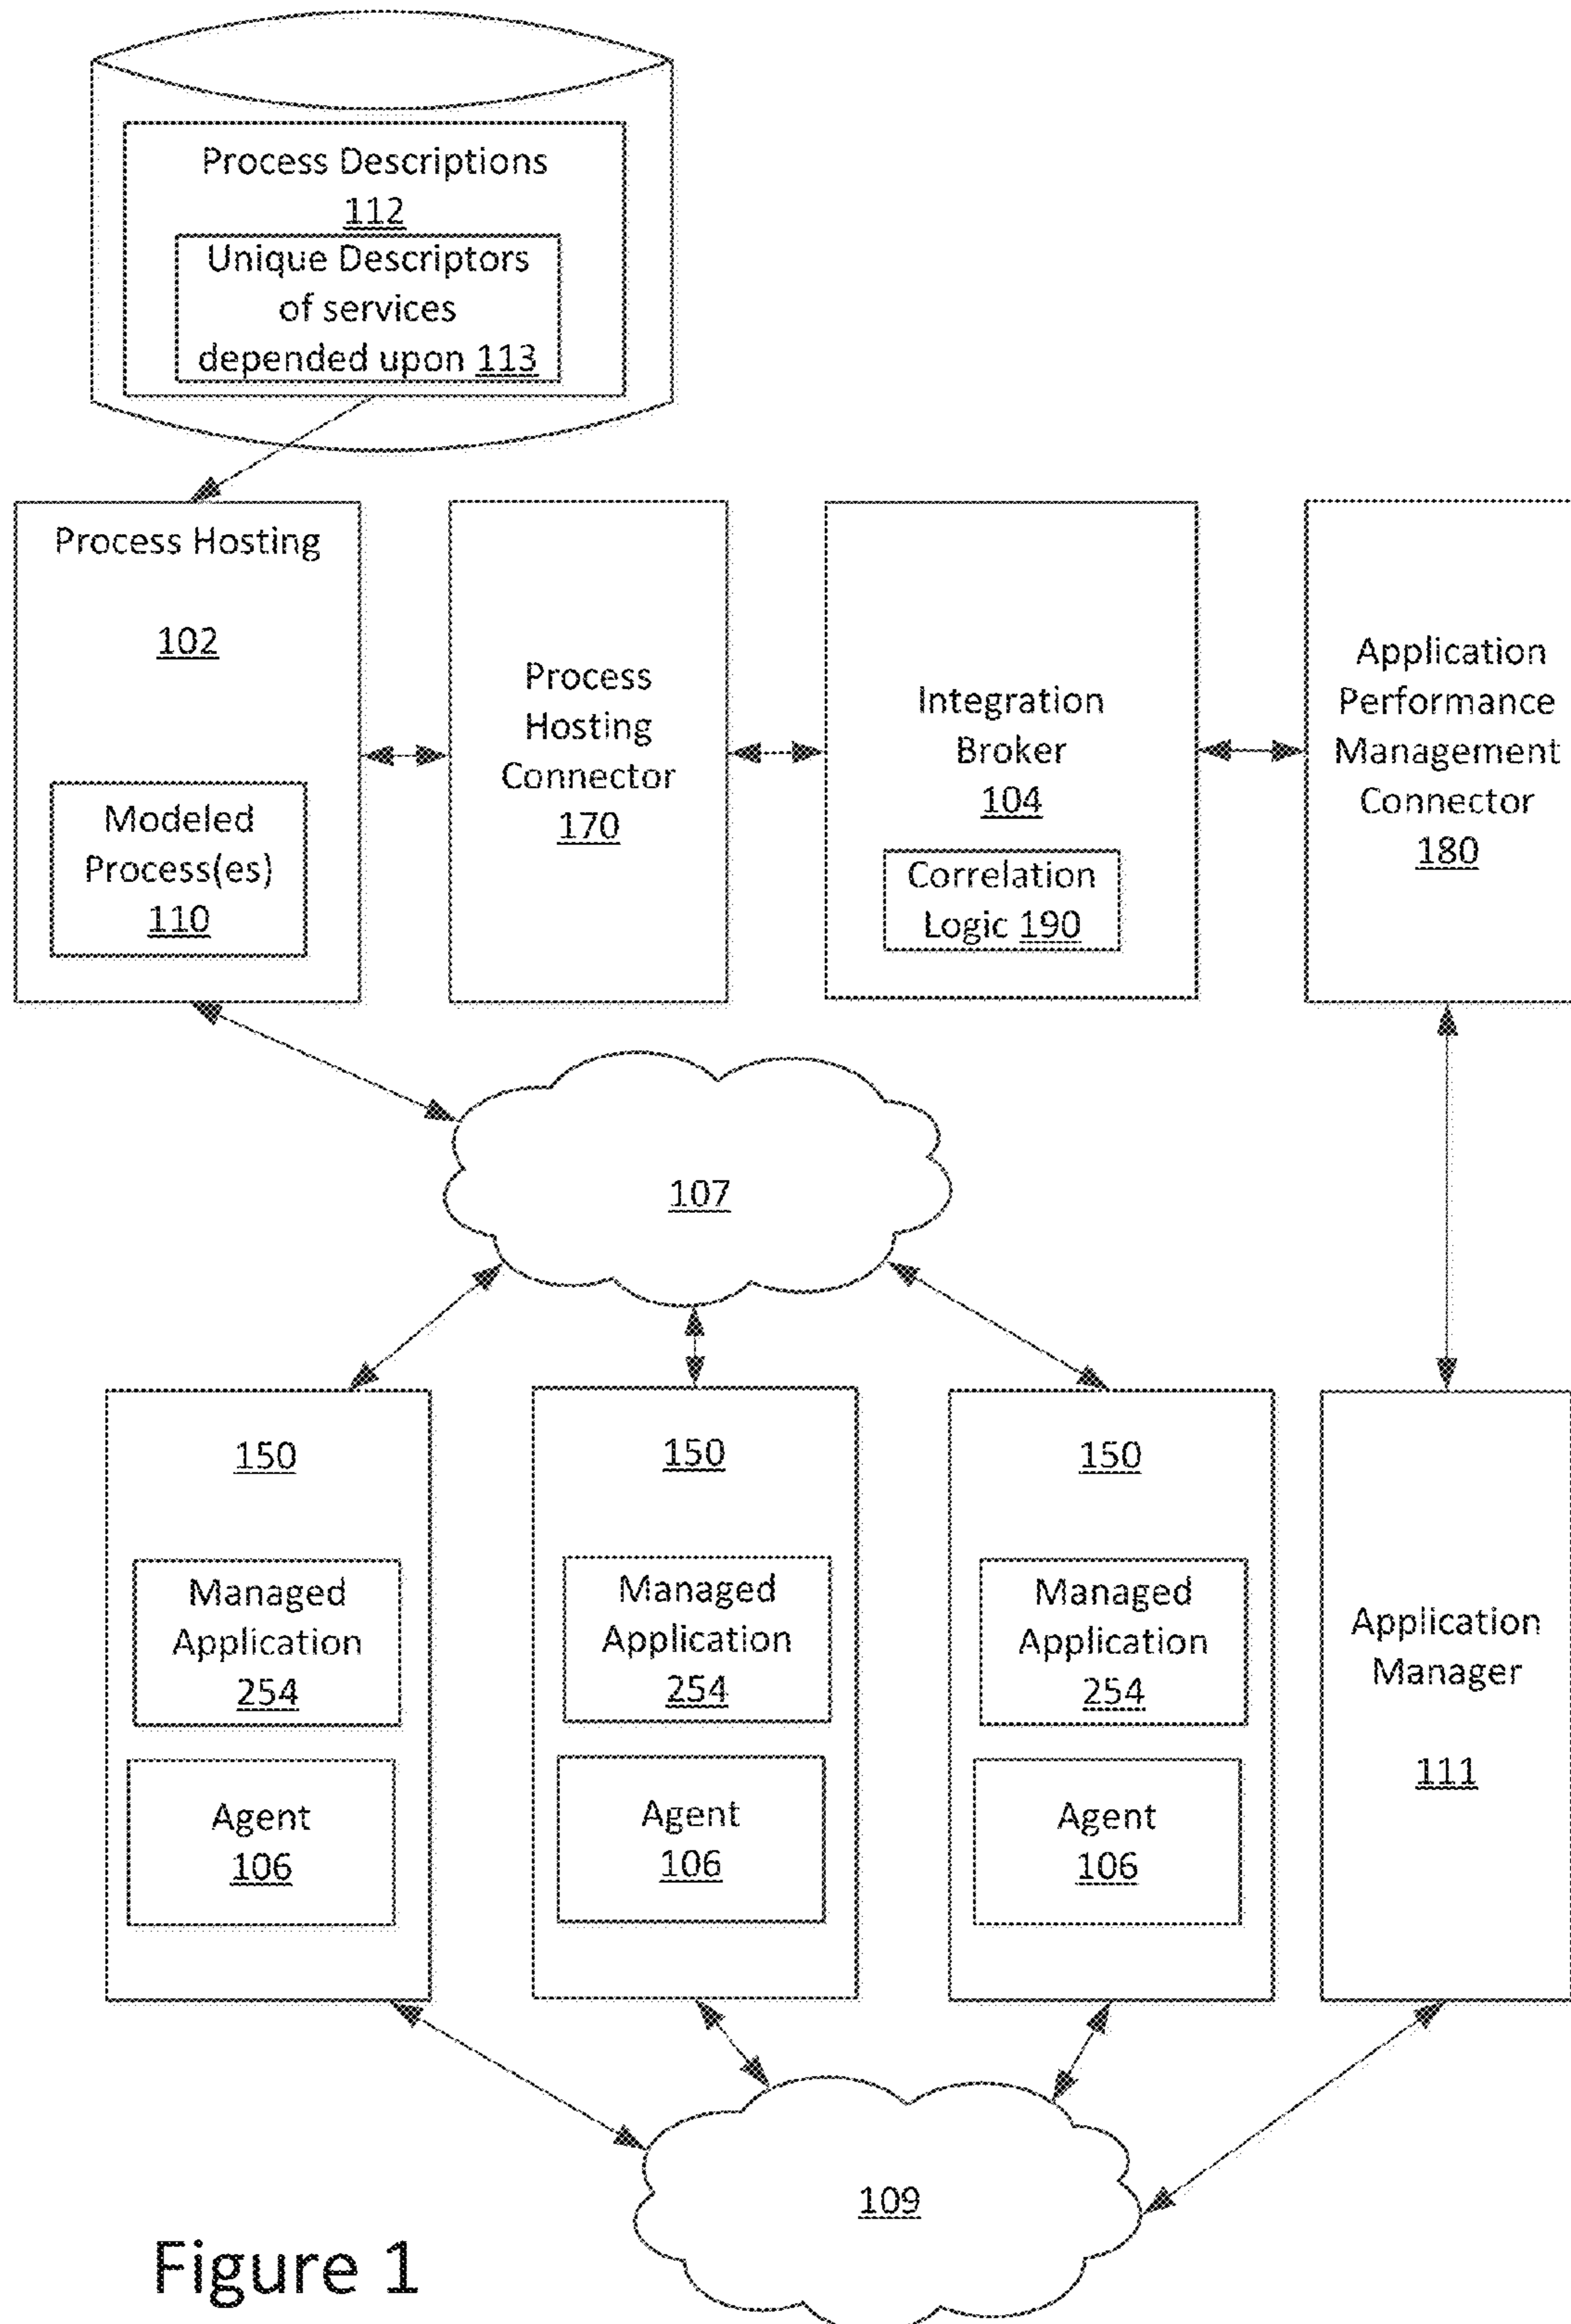 Process Descriptions
112
Unique Descriptors
of services
depended upon 113
Process Hosting
102
Modeled
Process(es)
110
Process
Hosting
Connector
170
Integration
Broker
104
Correlation
Logic 190
Application
Performance
Management
Connector
180
107
150
Managed
Application
254
Agent
106
150
Managed
Application
254
Agent
106
150
Managed
Application
254
Agent
106
Application
Manager
111
109
Figure 1